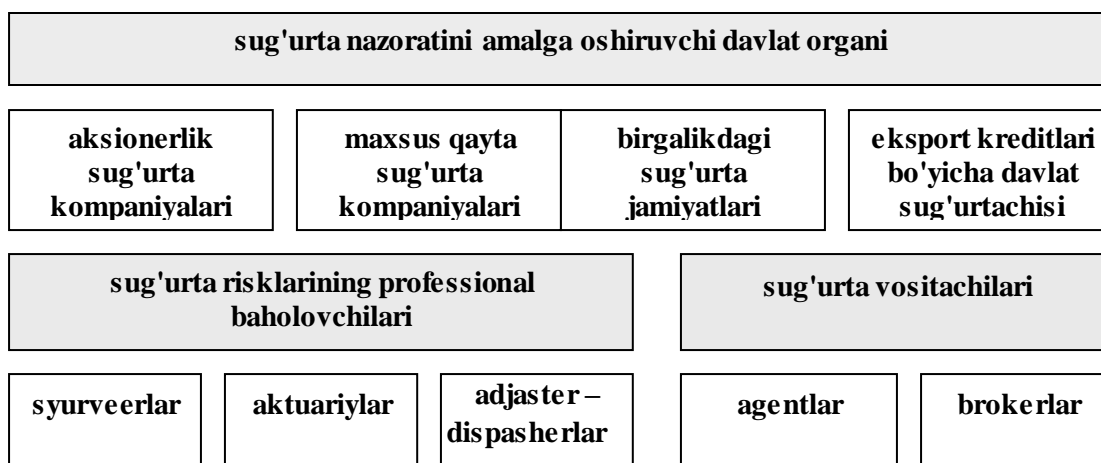 sug'urta nazoratini amalga oshiruvchi davlat organi
aksionerlik
sug'urta
kompaniyalari
maxsus qayta
sug'urta
kompaniyalari
birgalikdagi
sug'urta
jamiyatlari
eksport kreditlari
bo'yicha davlat
sug'urtachisi
sug'urta risklarining professional
baholovchilari
sug'urta vositachilari
syurveerlar
aktuariylar
adjaster –
dispasherlar
agentlar
brokerlar